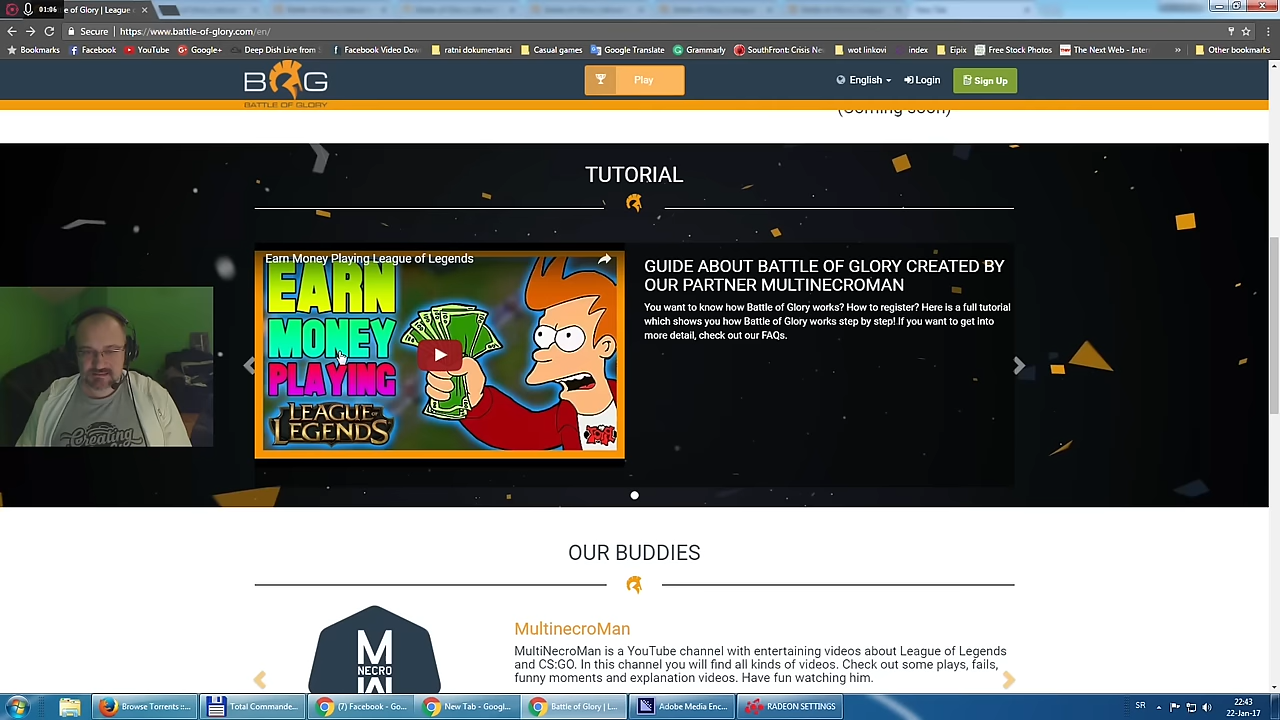 01:06
e of Glory | League c
Secure | https://www.battle-of-glory.com/en/
Bookmarks
Facebook
YouTube
Google+
Deep Dish Live from S
Facebook Video Dow
ratni dokumentarci
Casual games
Google Translate
Grammarly
SouthFront: Crisis Ne
wot linkovi
index
Eipix
Free Stock Photos
TNW
The Next Web - Intern
»
Other bookmarks
BOG
BATTLE OF GLORY
Play
English
Login
Sign Up
(Coming soon)
TUTORIAL
Earn Money Playing League of Legends
EARN
MONEY
PLAYING
LEAGUE OF
LEGENDS
GUIDE ABOUT BATTLE OF GLORY CREATED BY
OUR PARTNER MULTINECROMAN
You want to know how Battle of Glory works? How to register? Here is a full tutorial
which shows you how Battle of Glory works step by step! If you want to get into
more detail, check out our FAQs.
Creating
OUR BUDDIES
M
NECRO
MultinecroMan
MultiNecroMan is a YouTube channel with entertaining videos about League of Legends
and CS:GO. In this channel you will find all kinds of videos. Check out some plays, fails,
funny moments and explanation videos. Have fun watching him.
Browse Torrents ::...
Total Commande...
(7) Facebook - Go...
New Tab - Googl...
Battle of Glory | L...
Adobe Media Enc...
RADEON SETTINGS
SR
22:43
22-Jan-17